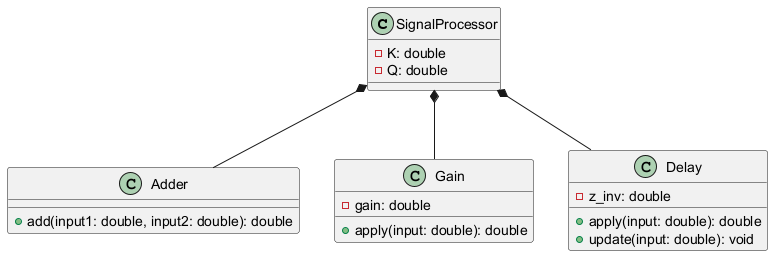 C SignalProcessor
K: double
Q: double
C Adder
add(input1: double, input2: double): double
C Gain
gain: double
apply(input: double): double
C Delay
z_inv: double
apply(input: double): double
update(input: double): void